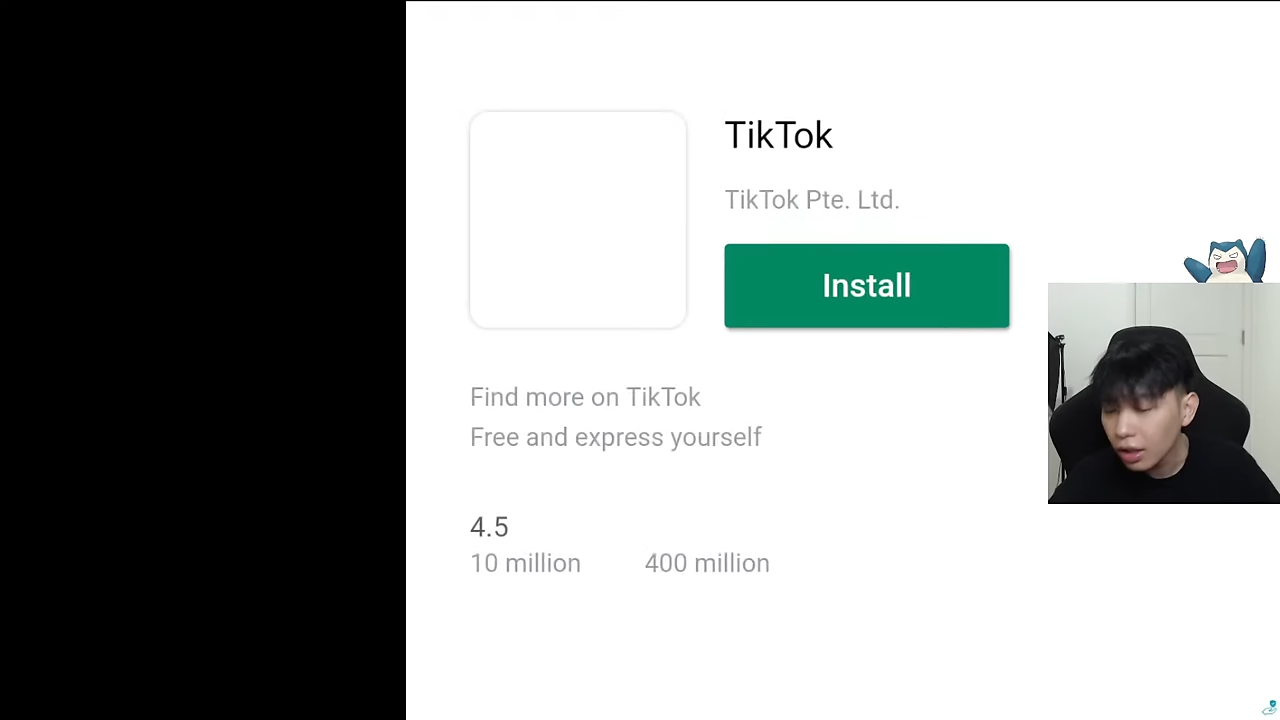 TikTok
TikTok Pte. Ltd.
Install
Find more on TikTok
Free and express yourself
4.5
10 million
400 million